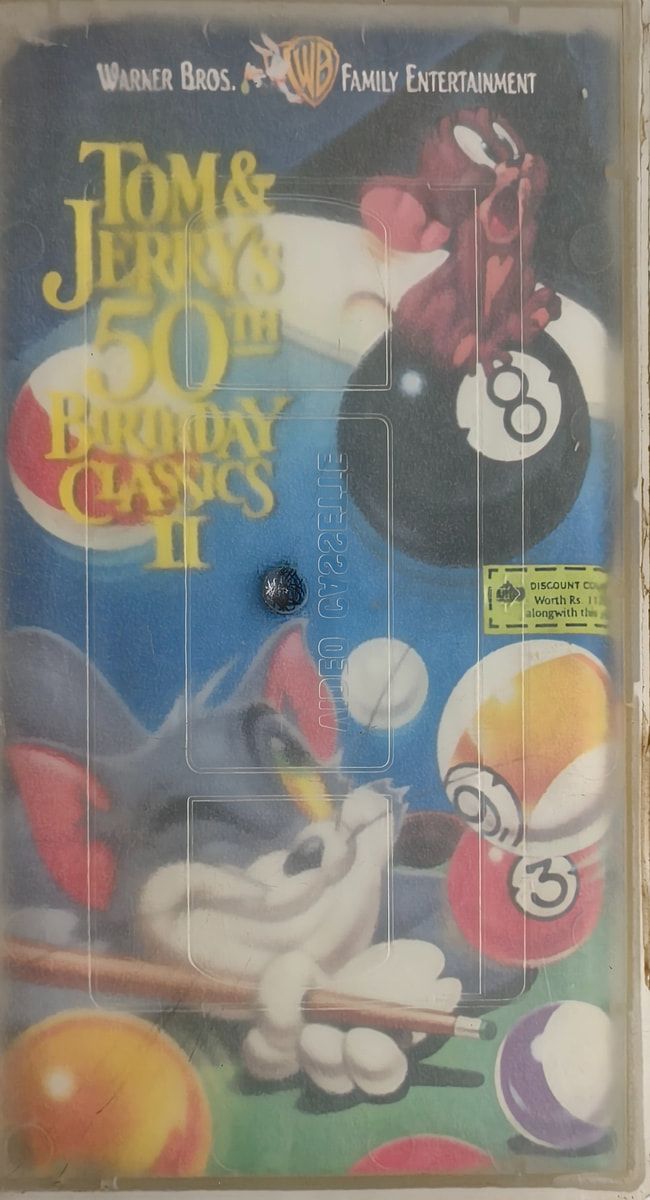 WARNER BROS. WB FAMILY ENTERTAINMENT
TOM &
JERRY'S
50TH
BIRTHDAY
CLASSICS
II
8
VIDEO CASSETTE
DISCOUNT
Worth Rs. 
alongwith
9
3